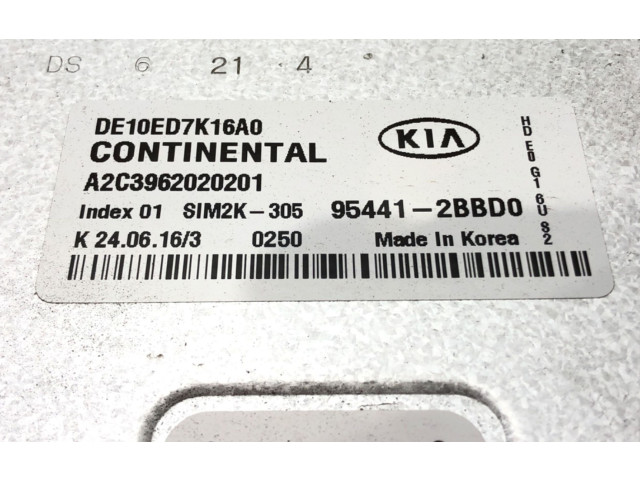 DS 6 21 4
DE10ED7K16A0
CONTINENTAL
KIA
A2C3962020201
Index 01 SIM2K-305 95441-2BBD0
K 24.06.16/3 0250 Made In Korea
HD E0 G1 6U S2